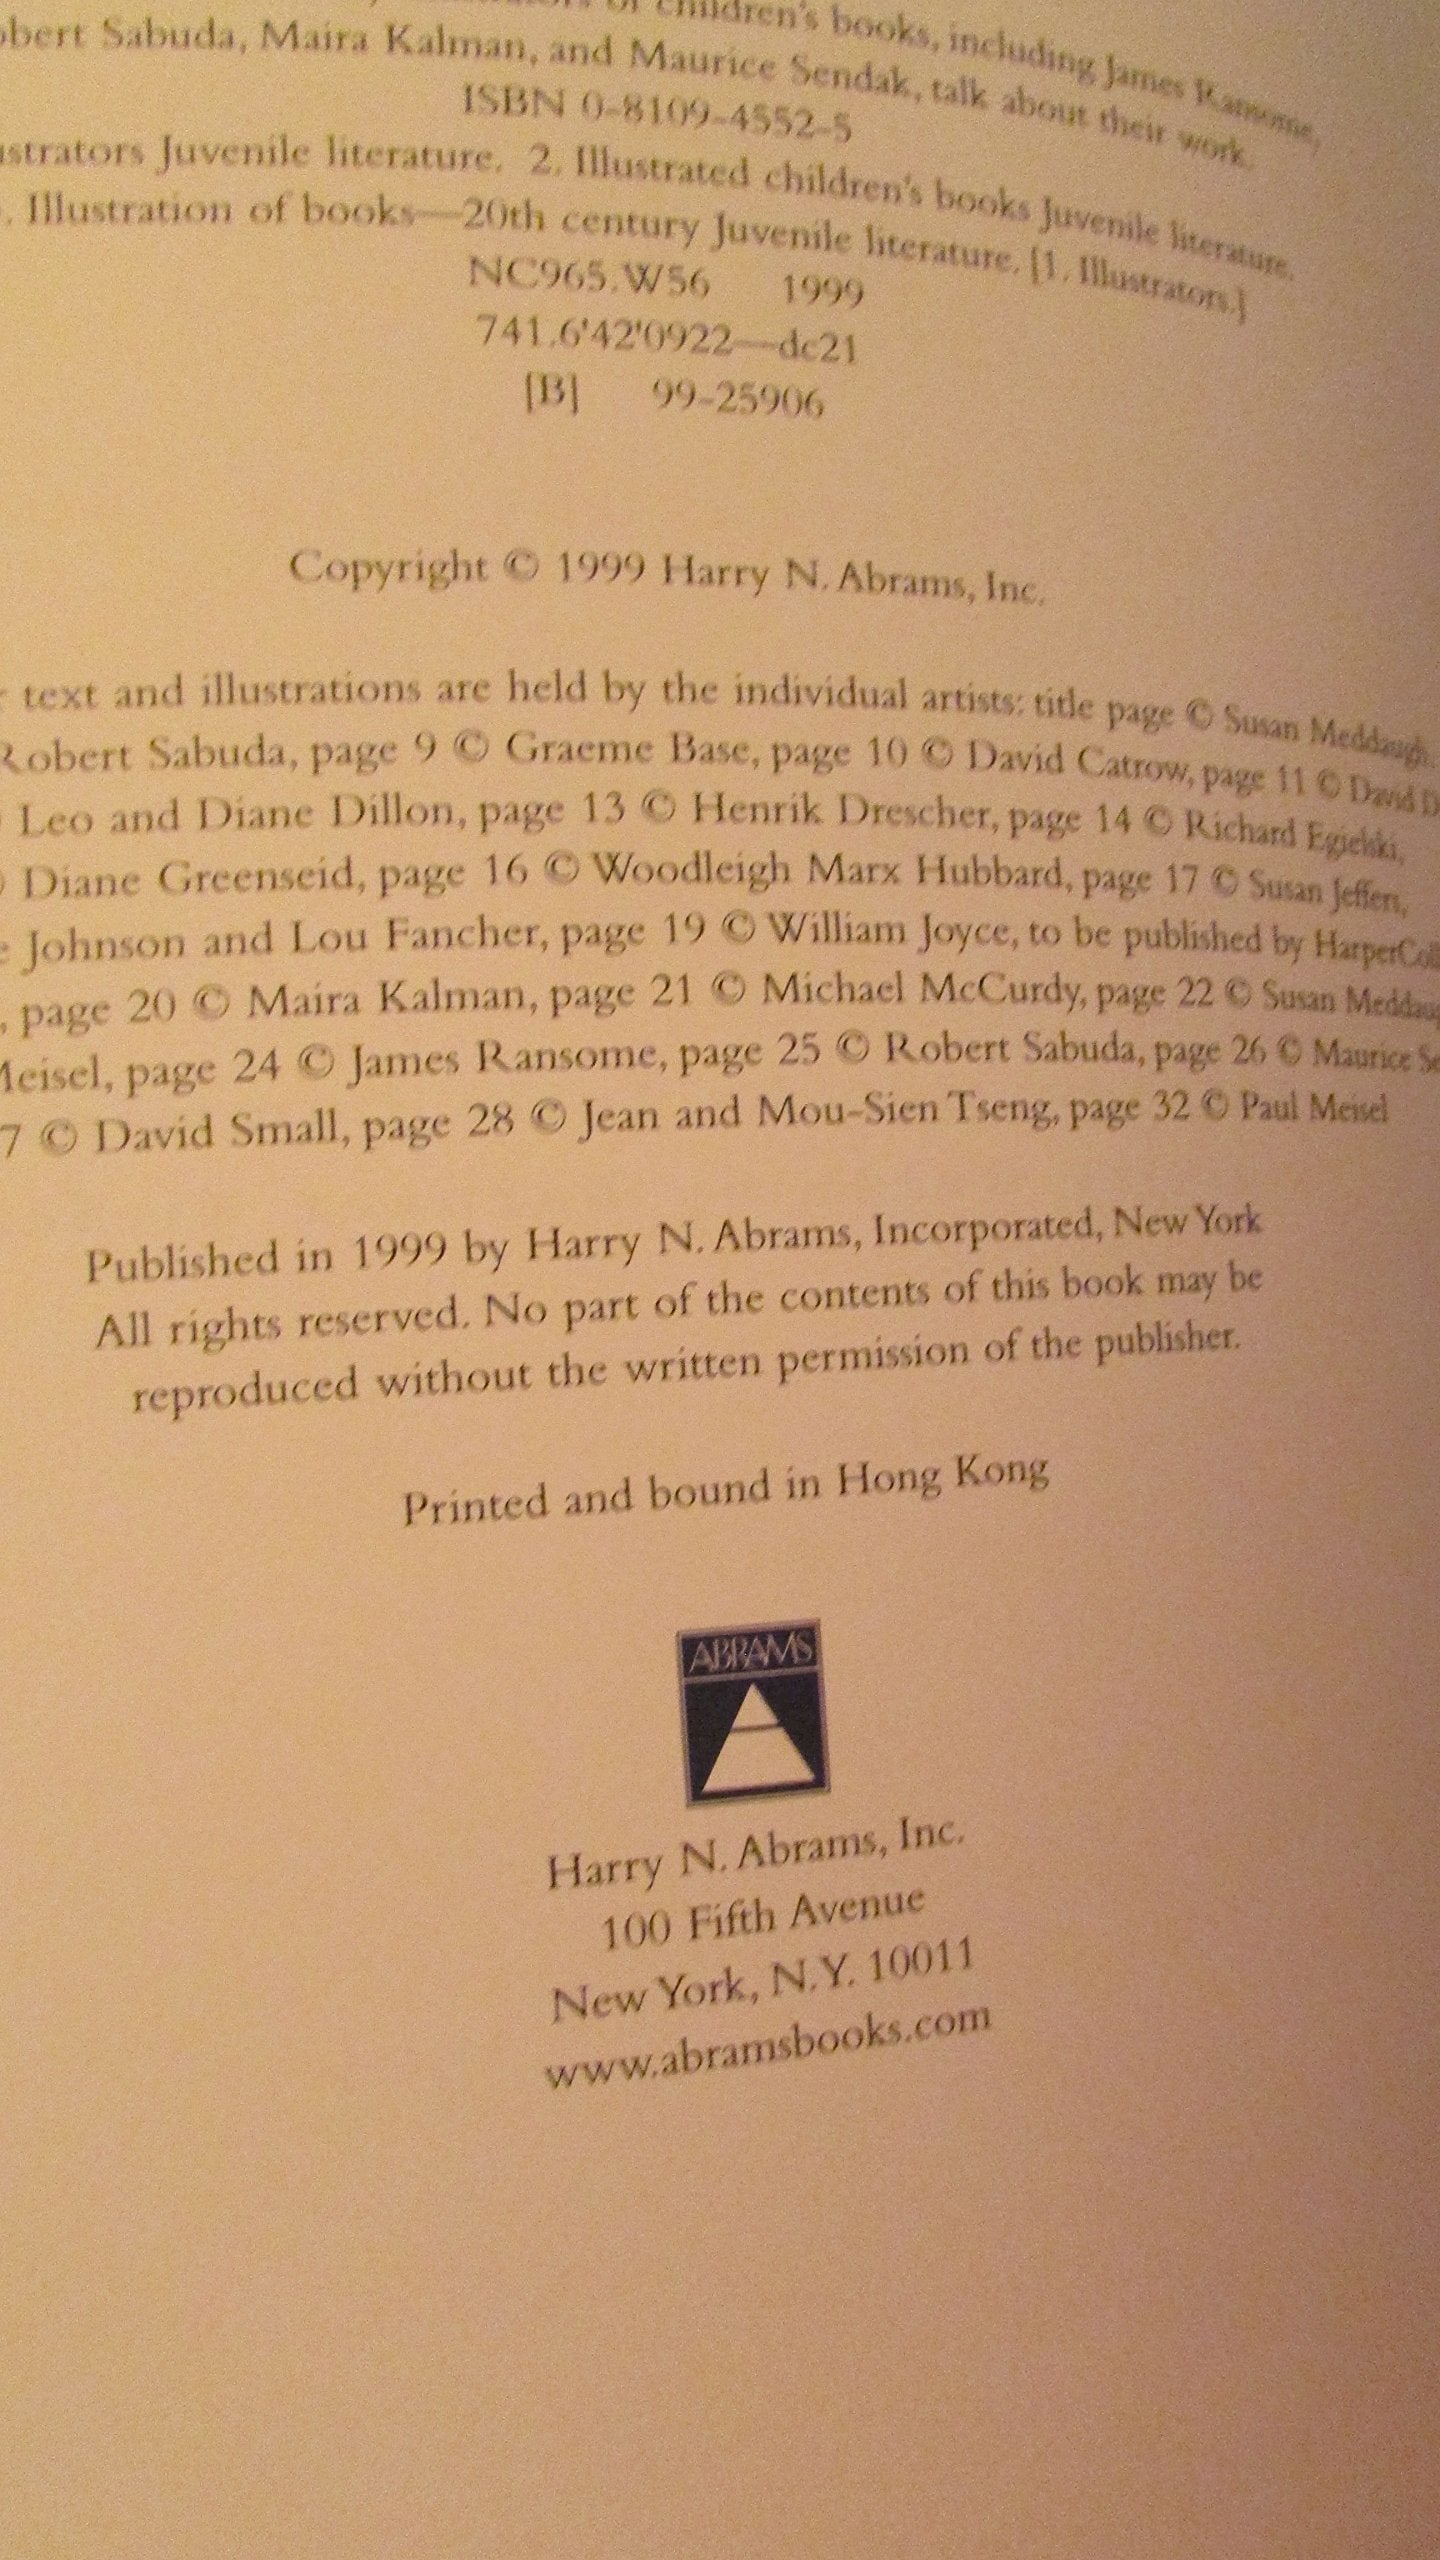 of children's books, including James Ransome,
Sabuda, Maira Kalman, and Maurice Sendak, talk about their work.
ISBN 0-8109-4552-5
Juvenile literature. 2. Illustrated children's books Juvenile literature.
. Illustration of books—20th century Juvenile literature. [1. Illustrators.]
NC965.W56 1999
741.6'42'0922—dc21
[B] 99-25906
Copyright © 1999 Harry N. Abrams, Inc.
text and illustrations are held by the individual artists: title page © Susan Meddaugh,
Robert Sabuda, page 9 © Graeme Base, page 10 © David Catrow, page 11 © David D
Leo and Diane Dillon, page 13 © Henrik Drescher, page 14 © Richard Egielski,
© Diane Greenseid, page 16 © Woodleigh Marx Hubbard, page 17 © Susan Jeffers,
Johnson and Lou Fancher, page 19 © William Joyce, to be published by HarperColl
, page 20 © Maira Kalman, page 21 © Michael McCurdy, page 22 © Susan Meddaug
Meisel, page 24 © James Ransome, page 25 © Robert Sabuda, page 26 © Maurice Se
7 © David Small, page 28 © Jean and Mou-Sien Tseng, page 32 © Paul Meisel
Published in 1999 by Harry N. Abrams, Incorporated, New York
All rights reserved. No part of the contents of this book may be
reproduced without the written permission of the publisher.
Printed and bound in Hong Kong
ABRAMS
Harry N. Abrams, Inc.
100 Fifth Avenue
New York, N.Y. 10011
www.abramsbooks.com